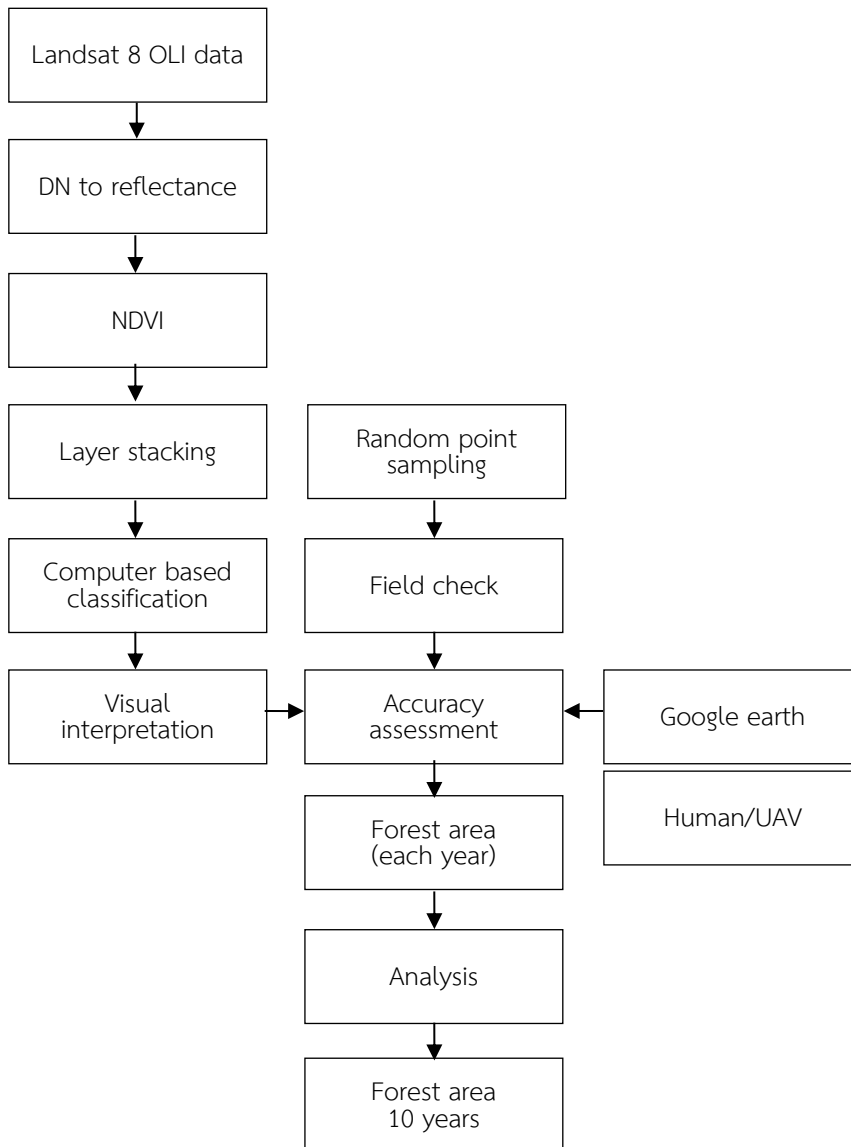 Landsat 8 OLI data
DN to reflectance
NDVI
Layer stacking
Random point
sampling
Computer based
classification
Field check
Visual
interpretation
Accuracy
assessment
Google earth
Forest area
(each year)
Human/UAV
Analysis
Forest area
10 years